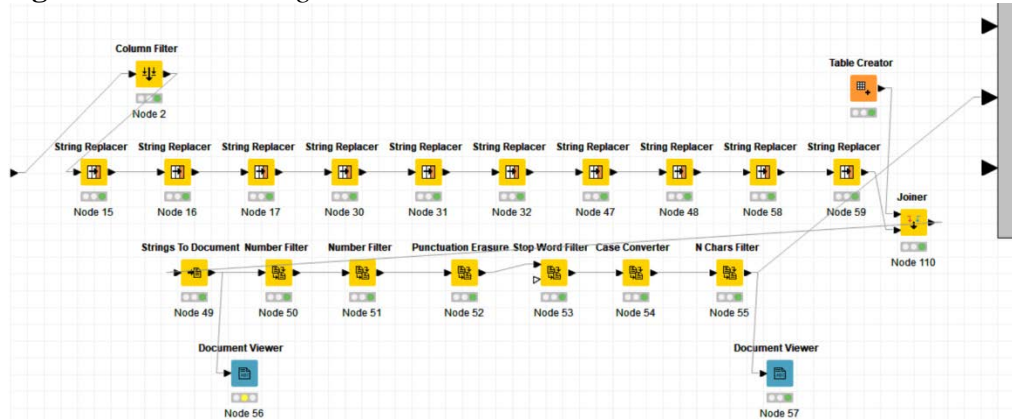 Column Filter
Node 2
Table Creator
String Replacer String Replacer String Replacer String Replacer String Replacer String Replacer String Replacer String Replacer String Replacer String Replacer
Node 15 Node 16 Node 17 Node 30 Node 31 Node 32 Node 47 Node 48 Node 58 Node 59
Joiner
Node 110
Strings To Document Number Filter Number Filter Punctuation Erasure Stop Word Filter Case Converter N Chars Filter
Node 49 Node 50 Node 51 Node 52 Node 53 Node 54 Node 55
Document Viewer Document Viewer
Node 56 Node 57